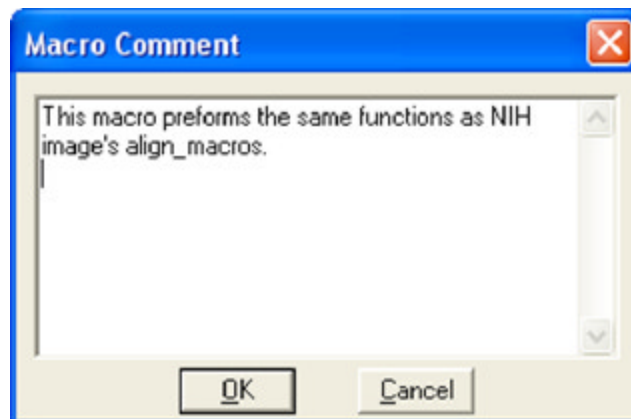 Macro Comment
This macro preforms the same functions as NIH
image's align_macros.
OK
Cancel